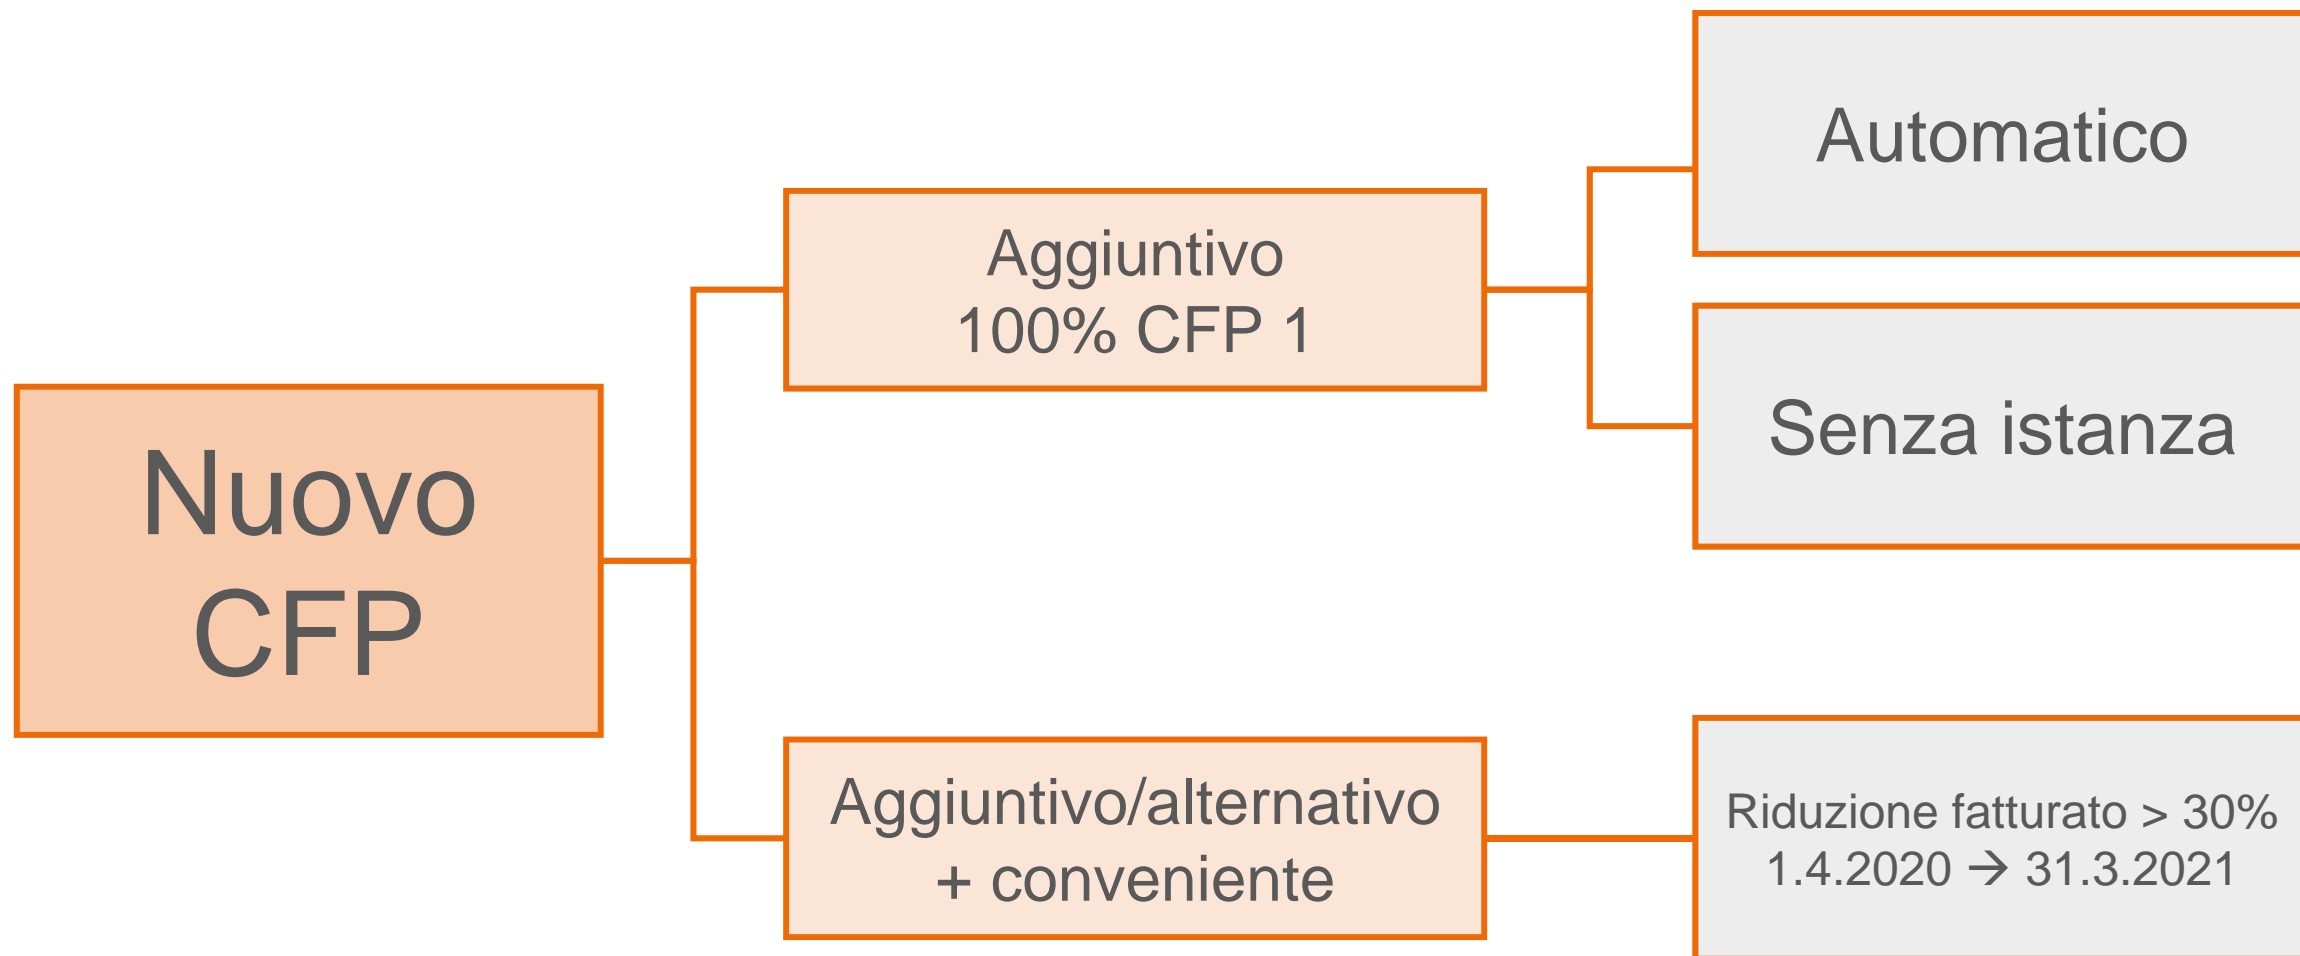 Nuovo
CFP
Aggiuntivo
100% CFP 1
Automatico
Senza istanza
Aggiuntivo/alternativo
+ conveniente
Riduzione fatturato > 30%
1.4.2020 → 31.3.2021